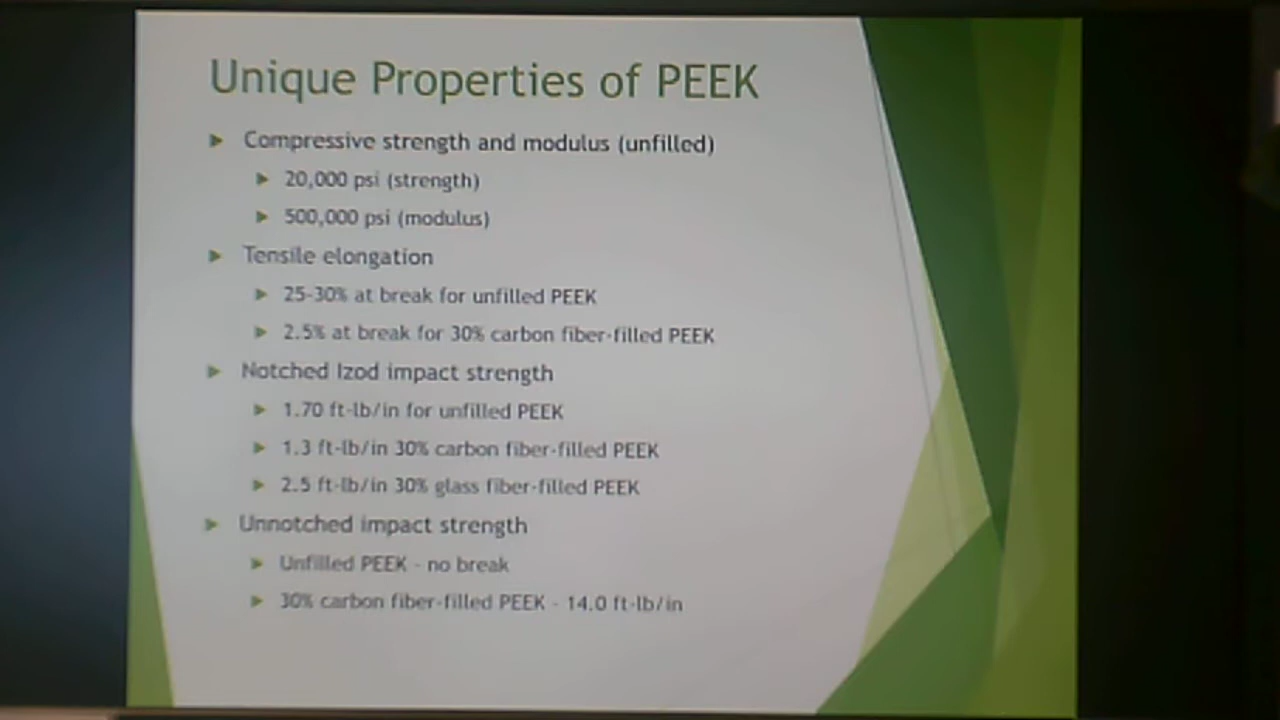 Unique Properties of PEEK
Compressive strength and modulus (unfilled)
20,000 psi (strength)
500,000 psi (modulus)
Tensile elongation
25-30% at break for unfilled PEEK
2.5% at break for 30% carbon fiber-filled PEEK
Notched Izod impact strength
1.70 ft-lb/in for unfilled PEEK
1.3 ft-lb/in 30% carbon fiber-filled PEEK
2.5 ft-lb/in 30% glass fiber-filled PEEK
Unnotched impact strength
Unfilled PEEK - no break
30% carbon fiber-filled PEEK - 14.0 ft-lb/in